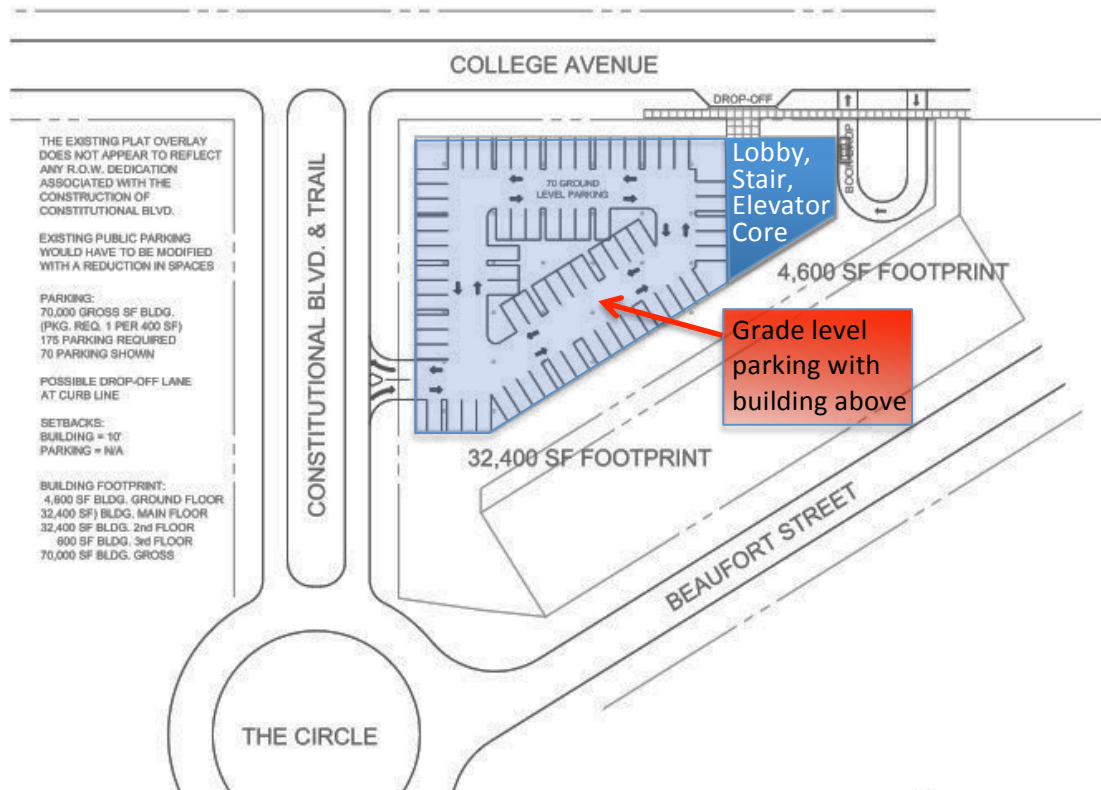 COLLEGE AVENUE
DROP-OFF
THE EXISTING PLAT OVERLAY
DOES NOT APPEAR TO REFLECT
ANY R.O.W. DEDICATION
ASSOCIATED WITH THE
CONSTRUCTION OF
CONSTITUTIONAL BLVD.
EXISTING PUBLIC PARKING
WOULD HAVE TO BE MODIFIED
WITH A REDUCTION IN SPACES
PARKING:
70,000 GROSS SF BLDG.
(PKG. REQ. 1 PER 400 SF)
175 PARKING REQUIRED
70 PARKING SHOWN
POSSIBLE DROP-OFF LANE
AT CURB LINE
SETBACKS:
BUILDING = 10'
PARKING = N/A
BUILDING FOOTPRINT:
4,600 SF BLDG. GROUND FLOOR
32,400 SF) BLDG. MAIN FLOOR
32,400 SF BLDG. 2nd FLOOR
600 SF BLDG. 3rd FLOOR
70,000 SF BLDG. GROSS
CONSTITUTIONAL BLVD. & TRAIL
70 GROUND
LEVEL PARKING
Lobby,
Stair,
Elevator
Core
BOOK DROP
4,600 SF FOOTPRINT
Grade level
parking with
building above
32,400 SF FOOTPRINT
BEAUFORT STREET
THE CIRCLE